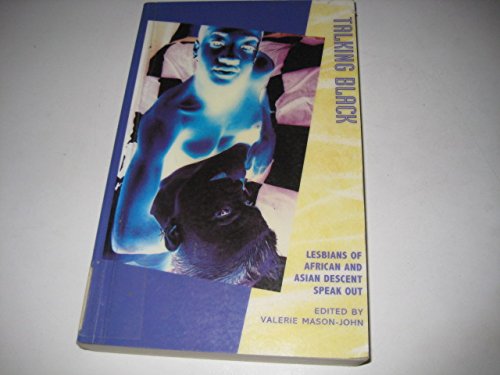 TALKING BLACK
LESBIANS OF
AFRICAN AND
ASIAN DESCENT
SPEAK OUT
EDITED BY
VALERIE MASON-JOHN